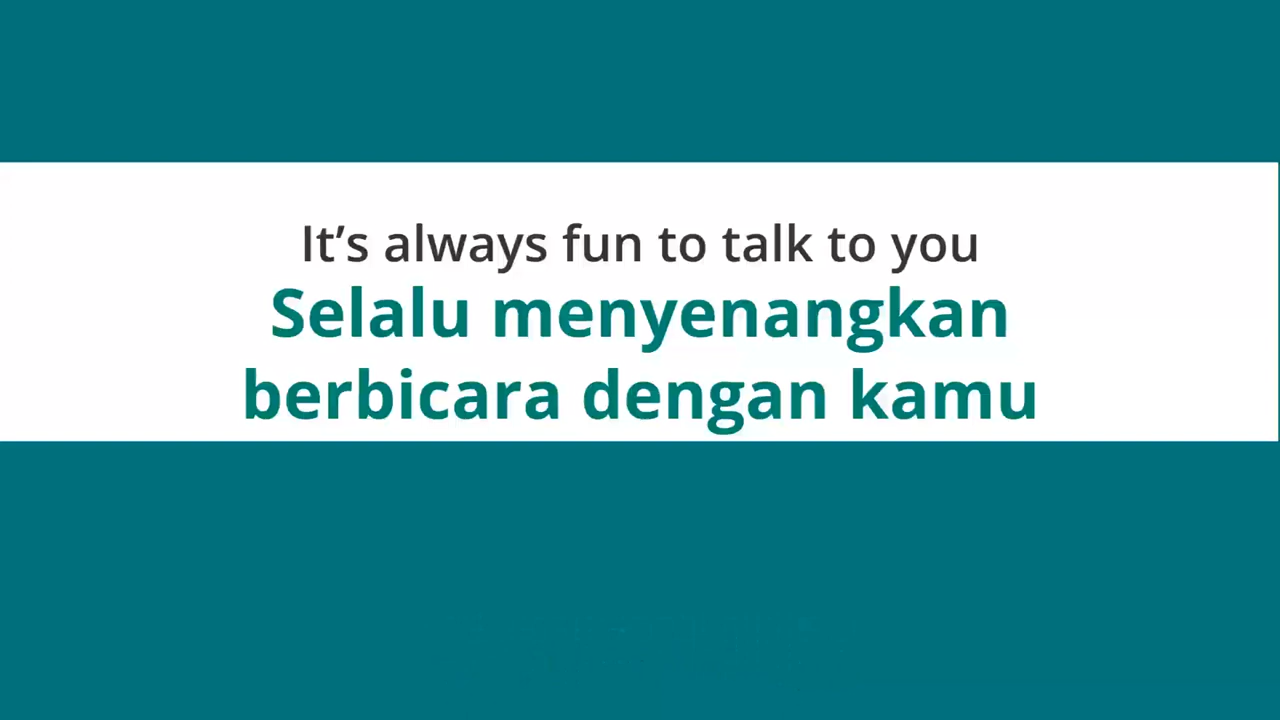 It’s always fun to talk to you
Selalu menyenangkan
berbicara dengan kamu